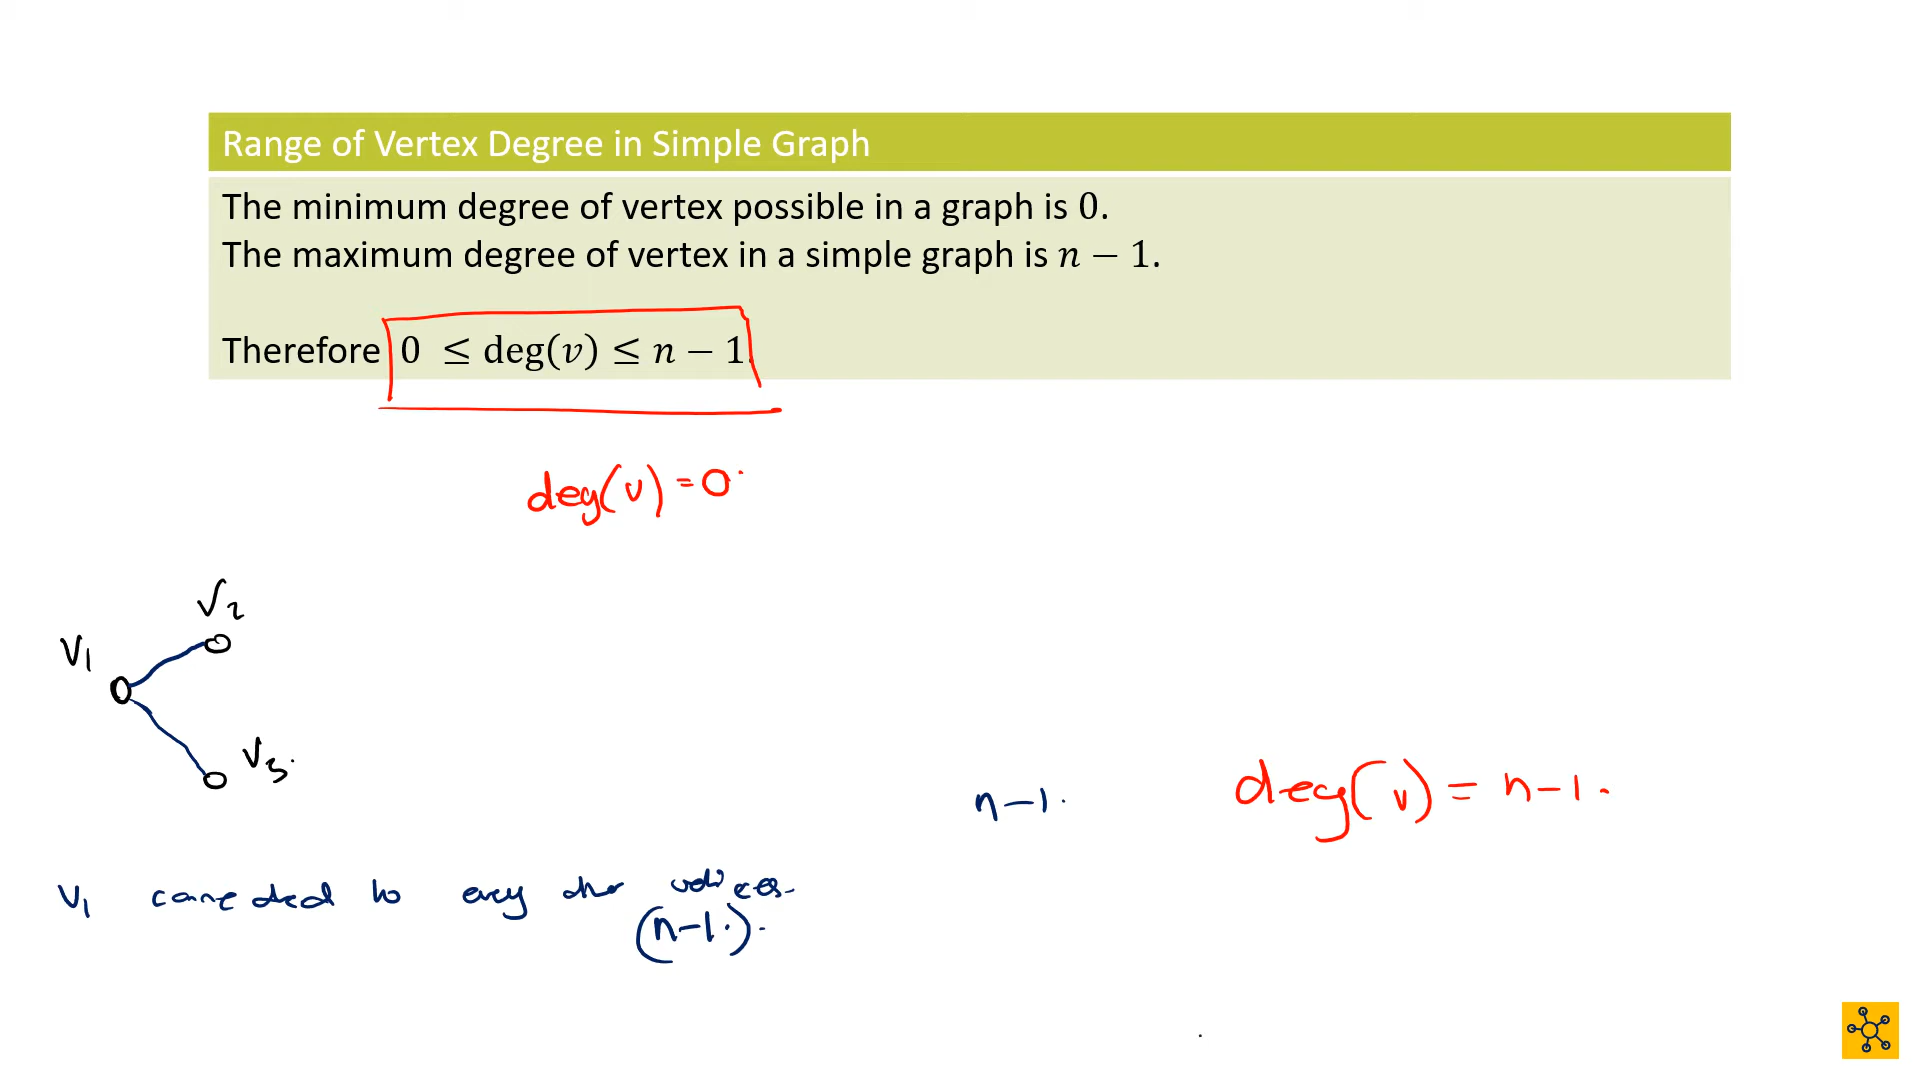 Range of Vertex Degree in Simple Graph
The minimum degree of vertex possible in a graph is 0.
The maximum degree of vertex in a simple graph is n − 1.
Therefore 0 ≤ deg(v) ≤ n − 1.
deg(v) = 0.
V2
V1
V3.
n-1.
deg(v) = n-1.
V1 connected to every other vertices.
(n-1.).